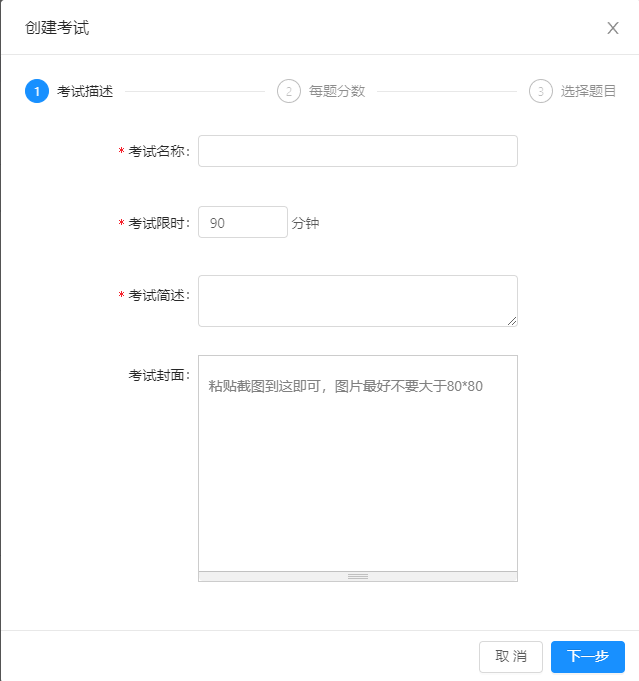 创建考试
1 考试描述 2 每题分数 3 选择题目
* 考试名称：
* 考试限时： 90 分钟
* 考试简述：
考试封面：
粘贴截图到这即可，图片最好不要大于80*80
取 消 下一步